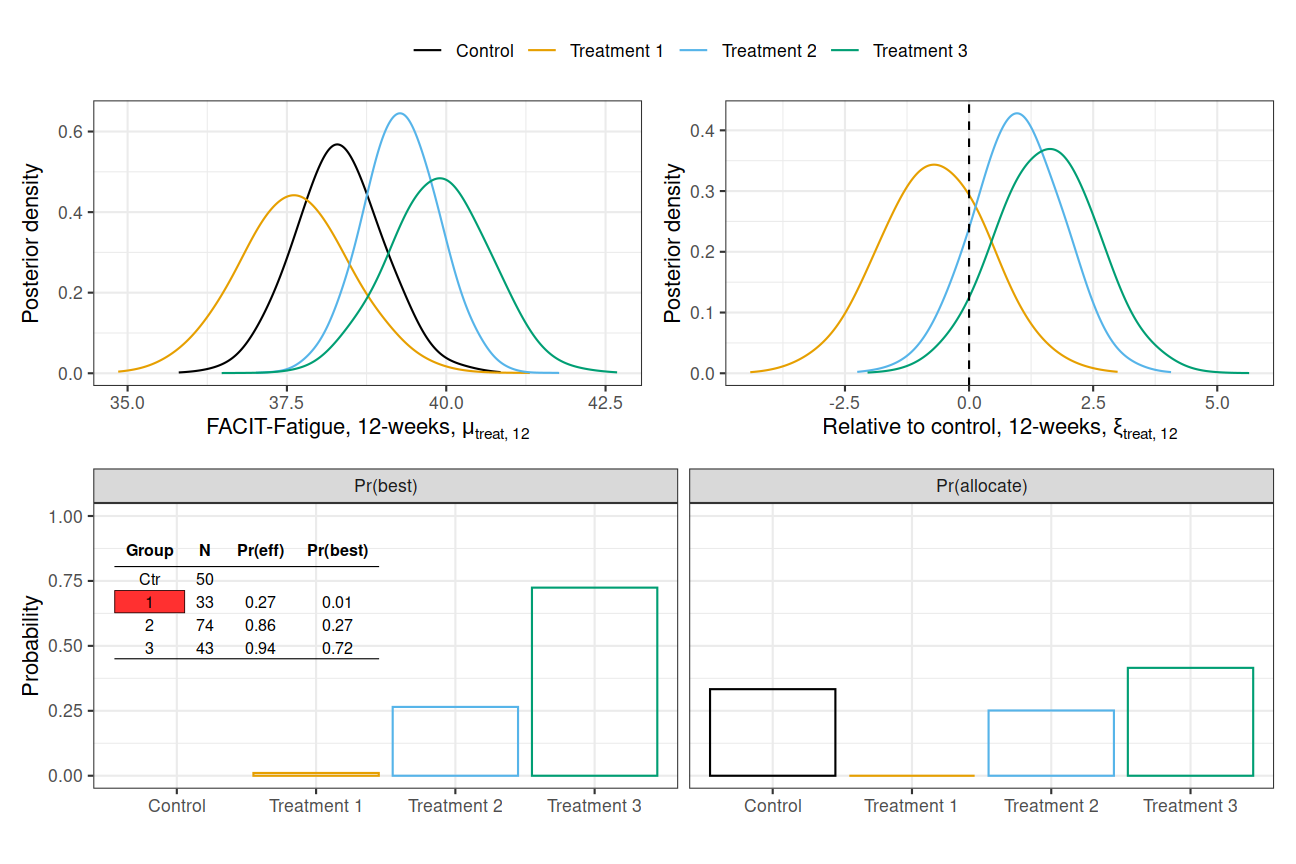 Control Treatment 1 Treatment 2 Treatment 3
Posterior density
0.6
0.4
0.2
0.0
35.0 37.5 40.0 42.5
FACIT-Fatigue, 12-weeks, μtreat, 12
Posterior density
0.4
0.3
0.2
0.1
0.0
-2.5 0.0 2.5 5.0
Relative to control, 12-weeks, ξtreat, 12
Pr(best)
Probability
1.00
0.75
0.50
0.25
0.00
Group N Pr(eff) Pr(best)
Ctr 50
1 33 0.27 0.01
2 74 0.86 0.27
3 43 0.94 0.72
Control Treatment 1 Treatment 2 Treatment 3
Pr(allocate)
Control Treatment 1 Treatment 2 Treatment 3